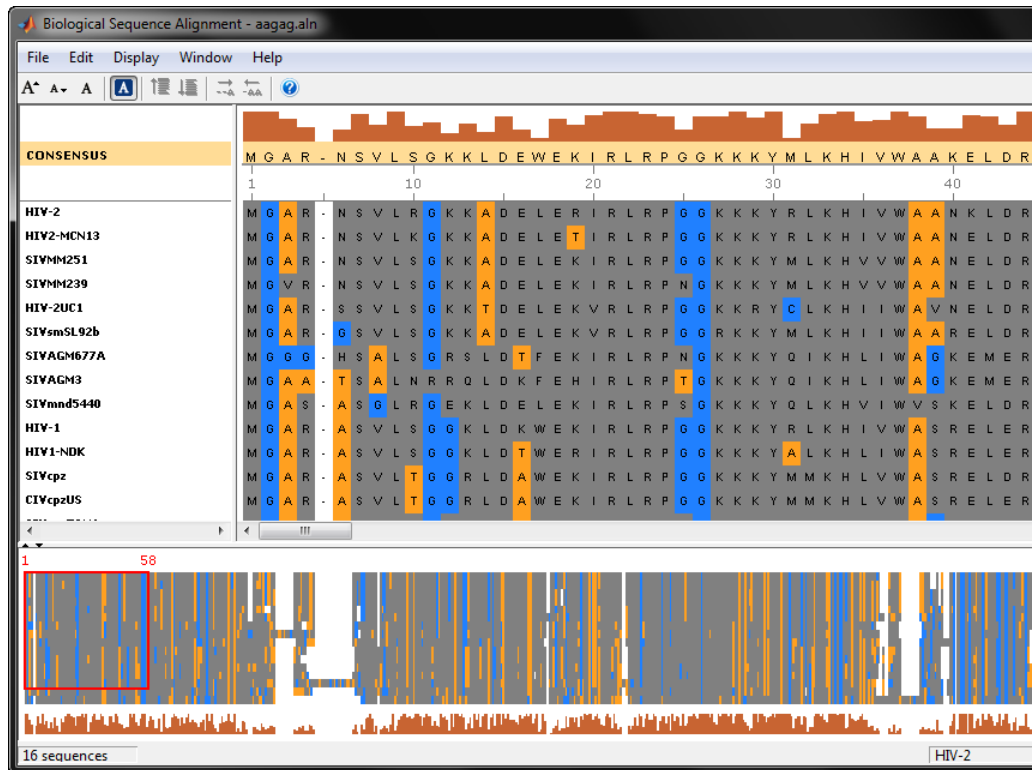 Biological Sequence Alignment - aagag.aln
File Edit Display Window Help
CONSENSUS M G A R - N S V L S G K K L D E W E K I R L R P G G K K K Y M L K H I V W A A K E L D R
1 10 20 30 40
HIV-2 M G A R - N S V L R G K K A D E L E R I R L R P G G K K K Y R L K H I V W A A N K L D R
HIV2-MCN13 M G A R - N S V L K G K K A D E L E T I R L R P G G K K K Y R L K H I V W A A N E L D R
SIVMM251 M G A R - N S V L S G K K A D E L E K I R L R P G G K K K Y M L K H V V W A A N E L D R
SIVMM239 M G V R - N S V L S G K K A D E L E K I R L R P N G K K K Y M L K H V V W A A N E L D R
HIV-2UC1 M G A R - S S V L S G K K T D E L E K V R L R P G G K K R Y C L K H I I W A V N E L D R
SIVsmSL92b M G A R - G S V L S G K K A D E L E K V R L R P G G R K K Y M L K H I I W A A R E L D R
SIVAGM677A M G G G - H S A L S G R S L D T F E K I R L R P N G K K K Y Q I K H L I W A G K E M E R
SIVAGM3 M G A A - T S A L N R R Q L D K F E H I R L R P T G K K K Y Q I K H L I W A G K E M E R
SIVmnd5440 M G A S - A S G L R G E K L D E L E K I R L R P S G K K K Y Q L K H V I W V S K E L D R
HIV-1 M G A R - A S V L S G G K L D K W E K I R L R P G G K K K Y R L K H I V W A S R E L E R
HIV1-NDK M G A R - A S V L S G G K L D T W E R I R L R P G G K K K Y A L K H L I W A S R E L E R
SIVcpz M G A R - A S V L T G G R L D A W E K I R L R P G G K K K Y M M K H L V W A S R E L D R
CIVcpzUS M G A R - A S V L T G G K L D A W E K I R L R P G G K K K Y M M K H L V W A S R E L E R
1 58
16 sequences HIV-2